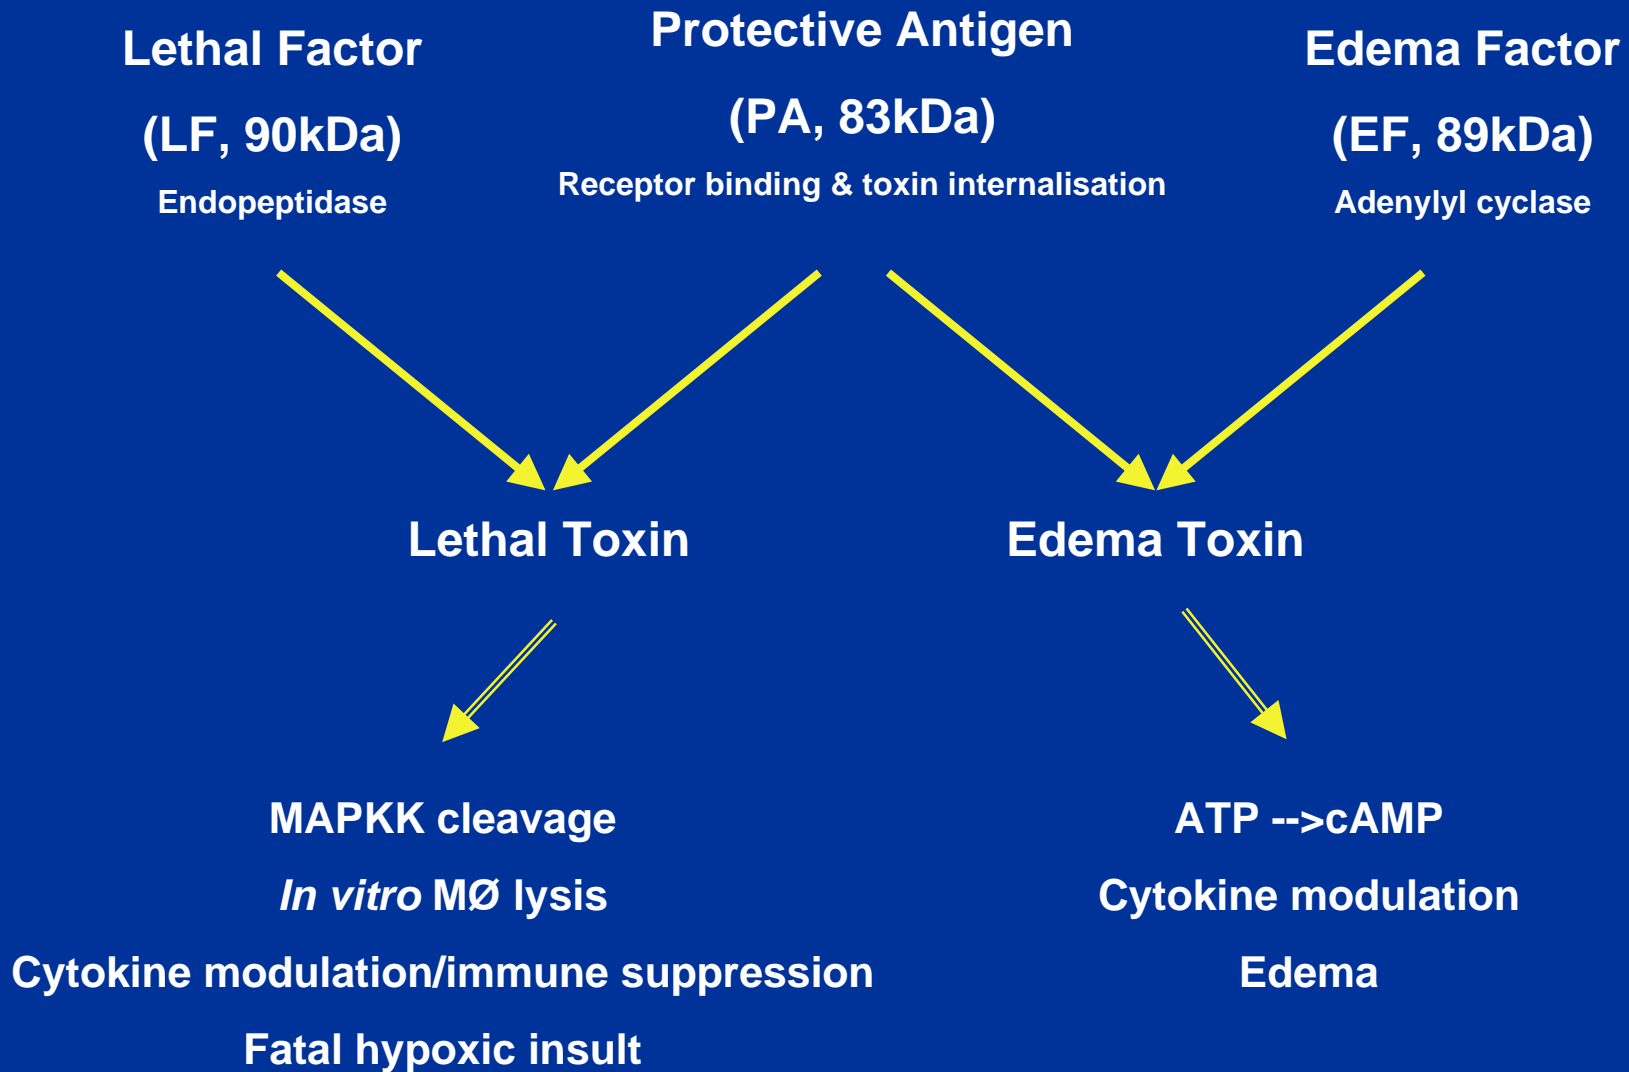 Lethal Factor
(LF, 90kDa)
Endopeptidase
Protective Antigen
(PA, 83kDa)
Receptor binding & toxin internalisation
Edema Factor
(EF, 89kDa)
Adenylyl cyclase
Lethal Toxin
Edema Toxin
MAPKK cleavage
In vitro MØ lysis
Cytokine modulation/immune suppression
Fatal hypoxic insult
ATP -->cAMP
Cytokine modulation
Edema